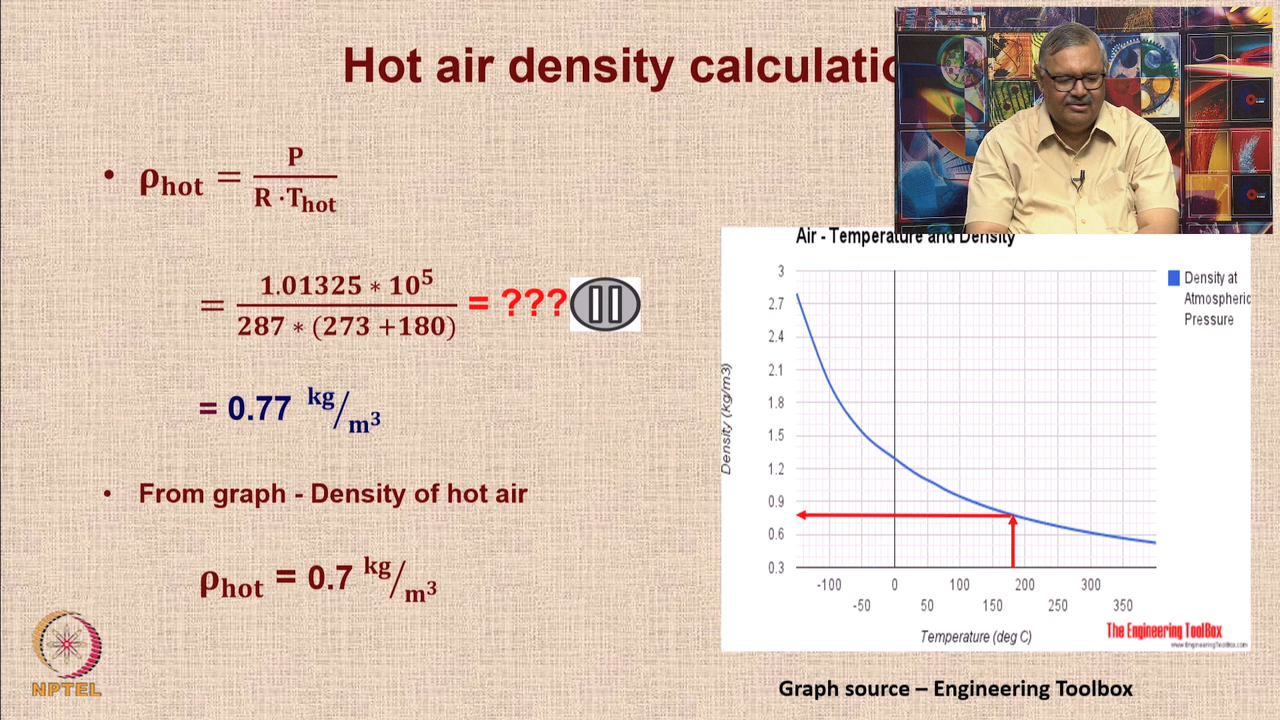 Hot air density calculatio
• ρhot = P / R · Thot
= 1.01325 * 10⁵ / 287 * (273 +180) = ???
= 0.77 kg/m³
• From graph - Density of hot air
ρhot = 0.7 kg/m³
NPTEL
Air - Temperature and Density
3
2.7
2.4
2.1
1.8
1.5
1.2
0.9
0.6
0.3
Density (kg/m3)
Density at
Atmospheric
Pressure
-100 0 100 200 300
-50 50 150 250 350
Temperature (deg C)
The Engineering ToolBox
www.EngineeringToolBox.com
Graph source – Engineering Toolbox